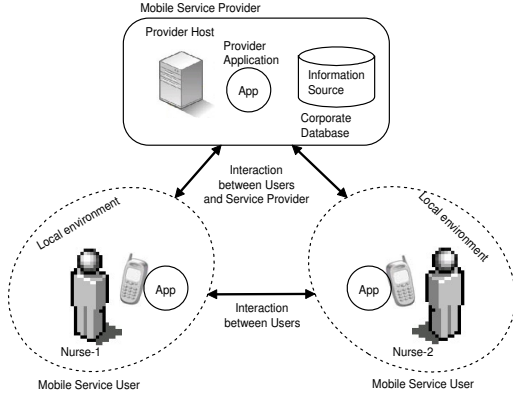 Mobile Service Provider
Provider Host
Provider
Application
App
Information
Source
Corporate
Database
Interaction
between Users
and Service Provider
Local environment
App
Nurse-1
Mobile Service User
Interaction
between Users
Local environment
App
Nurse-2
Mobile Service User